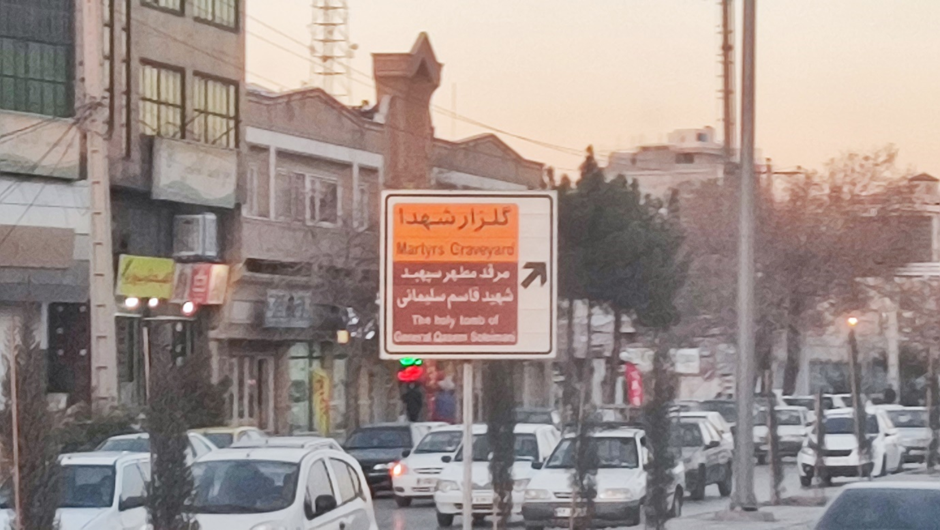 گلزار شهدا
Martyrs Graveyard
مرقد مطهر سپهبد
شهید قاسم سلیمانی
The holy tomb of
General Qasem Soleimani